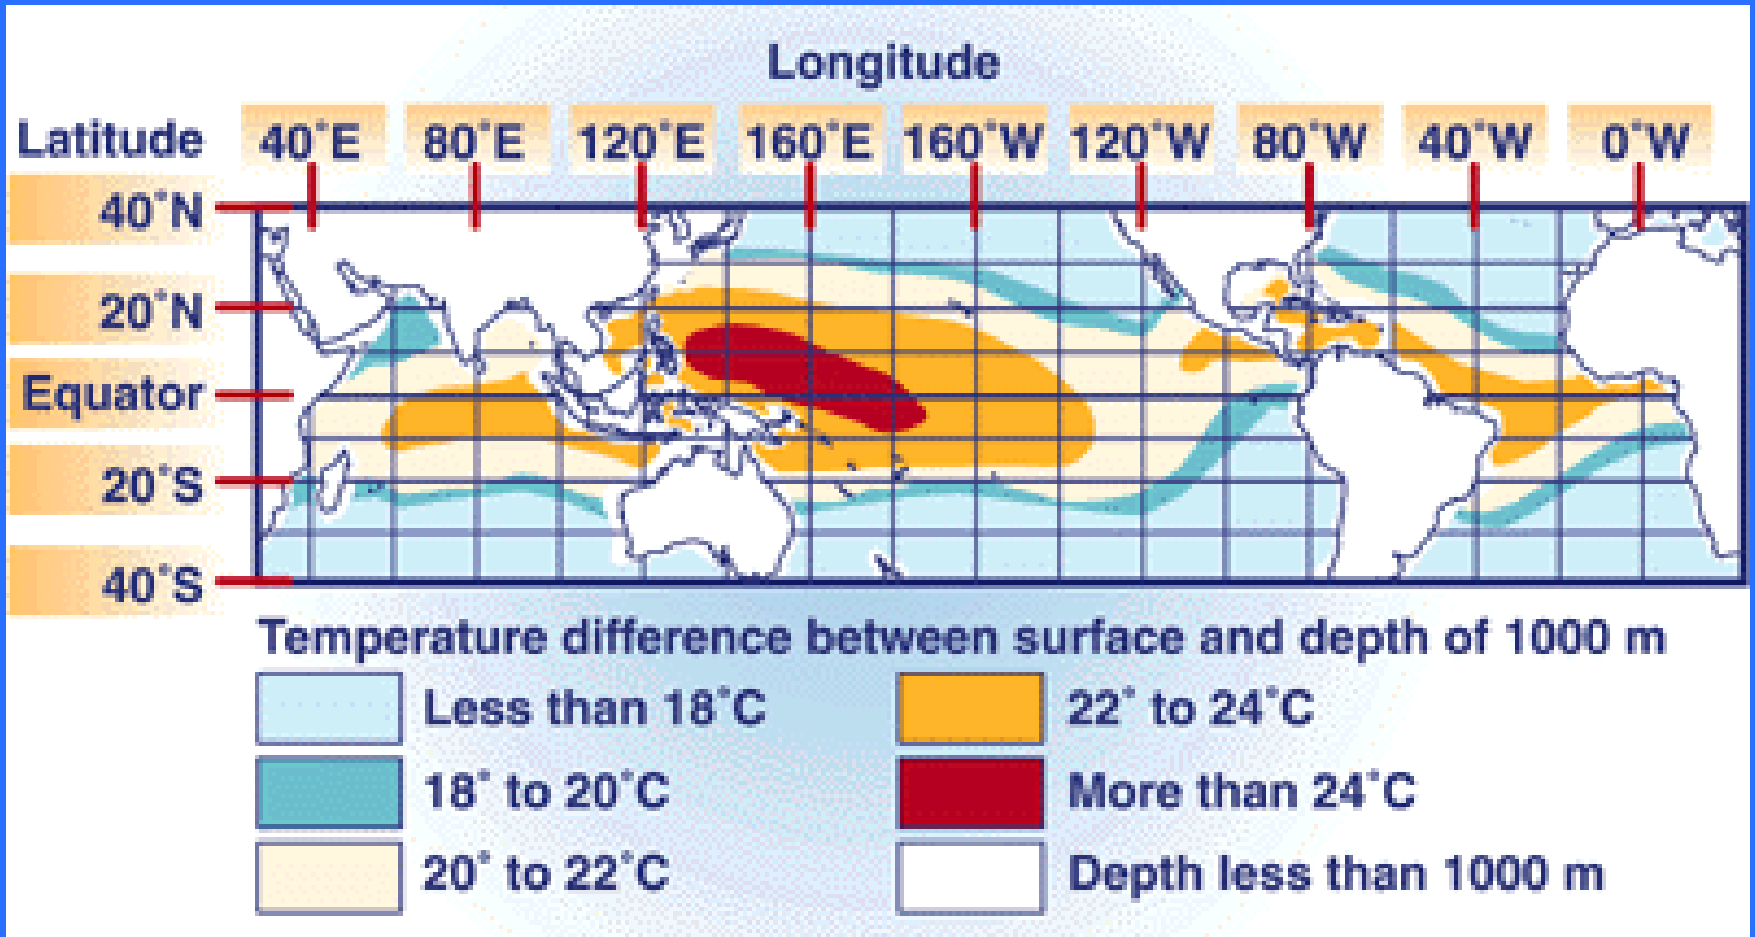 Longitude
Latitude 40°E 80°E 120°E 160°E 160°W 120°W 80°W 40°W 0°W
40°N
20°N
Equator
20°S
40°S
Temperature difference between surface and depth of 1000 m
Less than 18°C 22° to 24°C
18° to 20°C More than 24°C
20° to 22°C Depth less than 1000 m